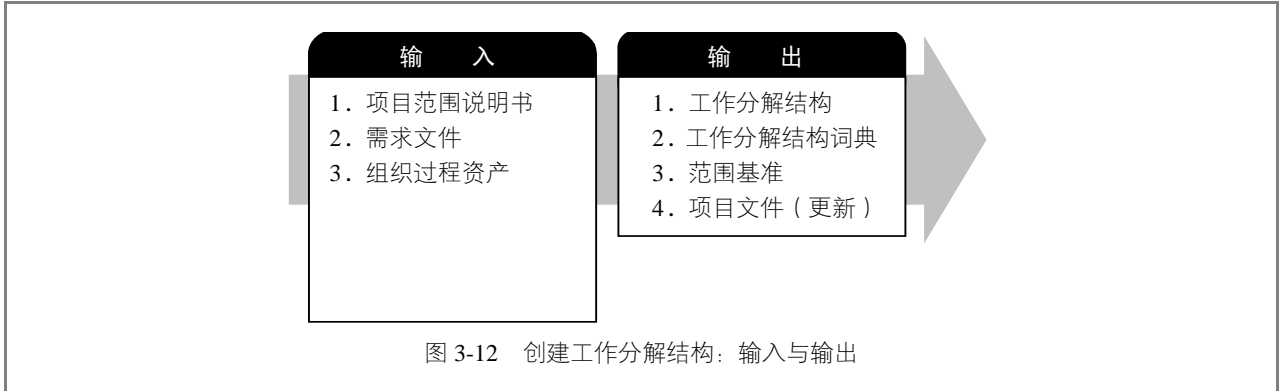 输 入
1. 项目范围说明书
2. 需求文件
3. 组织过程资产
输 出
1. 工作分解结构
2. 工作分解结构词典
3. 范围基准
4. 项目文件（更新）
图 3-12 创建工作分解结构：输入与输出